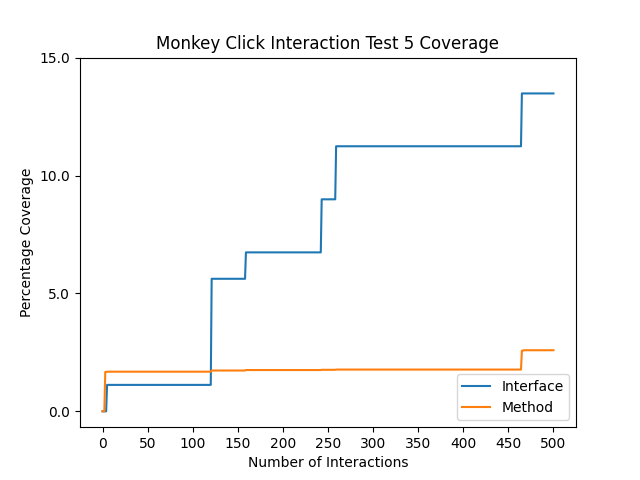 Monkey Click Interaction Test 5 Coverage
15.0
10.0
5.0
0.0
Percentage Coverage
0 50 100 150 200 250 300 350 400 450 500
Number of Interactions
Interface
Method